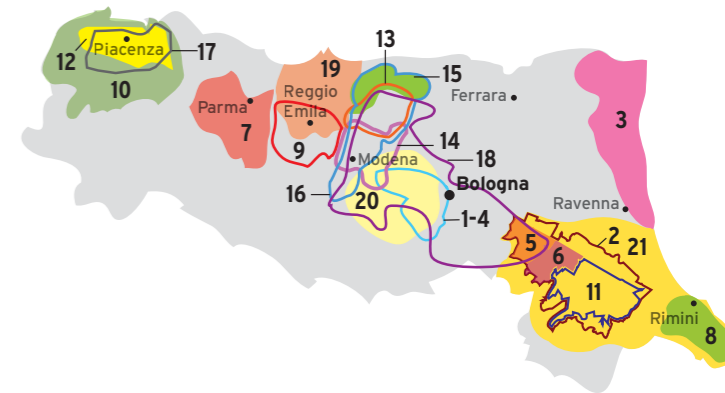 13
12
Piacenza
17
19
15
10
Reggio
Emila
Ferrara
Parma
3
7
9
14
Modena
18
16
20
Bologna
Ravenna
1-4
5
2
21
6
11
Rimini
8